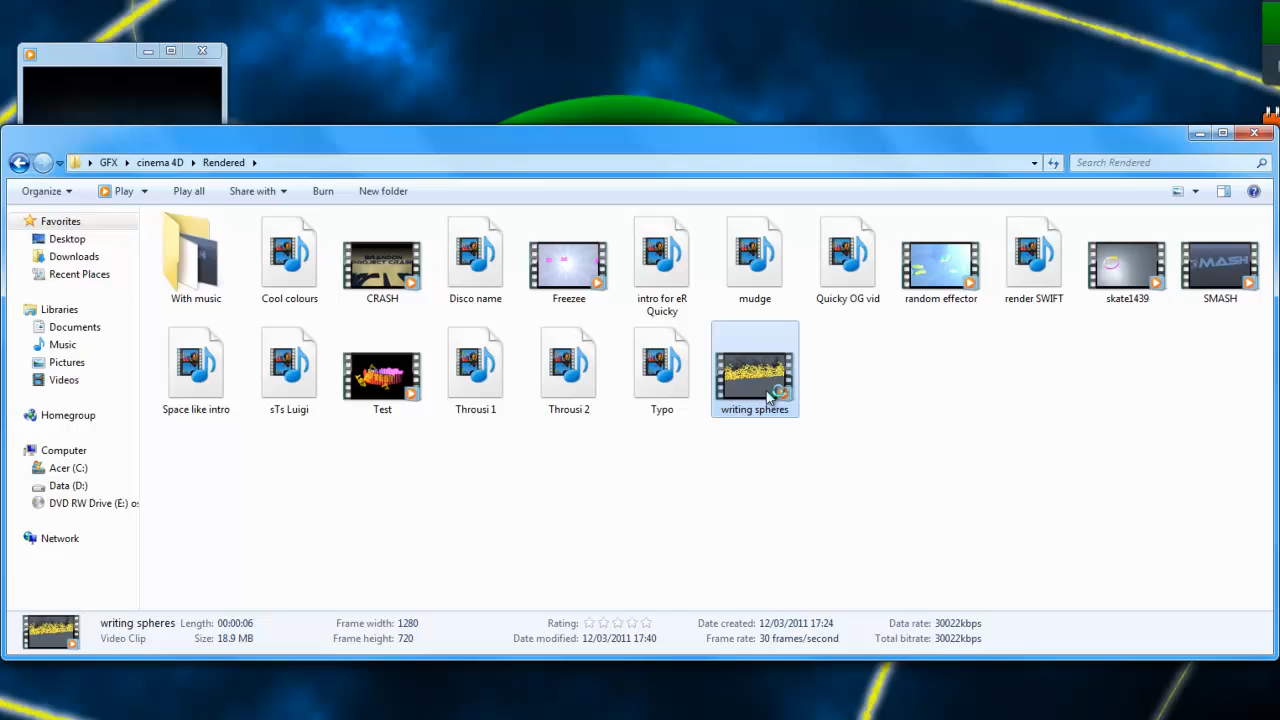 GFX cinema 4D Rendered
Search Rendered
Organize Play Play all Share with Burn New folder
Favorites
Desktop
Downloads
Recent Places
Libraries
Documents
Music
Pictures
Videos
Homegroup
Computer
Acer (C:)
Data (D:)
DVD RW Drive (E:) os
Network
With music
Cool colours
CRASH
Disco name
Freezee
intro for eR
Quicky
mudge
Quicky OG vid
random effector
render SWIFT
skate1439
SMASH
Space like intro
sTs Luigi
Test
Throusi 1
Throusi 2
Typo
writing spheres
BRANDON
PROJECT CRASH
SMASH
writing spheres Length: 00:00:06 Frame width: 1280 Rating: Date created: 12/03/2011 17:24 Data rate: 30022kbps
Video Clip Size: 18.9 MB Frame height: 720 Date modified: 12/03/2011 17:40 Frame rate: 30 frames/second Total bitrate: 30022kbps